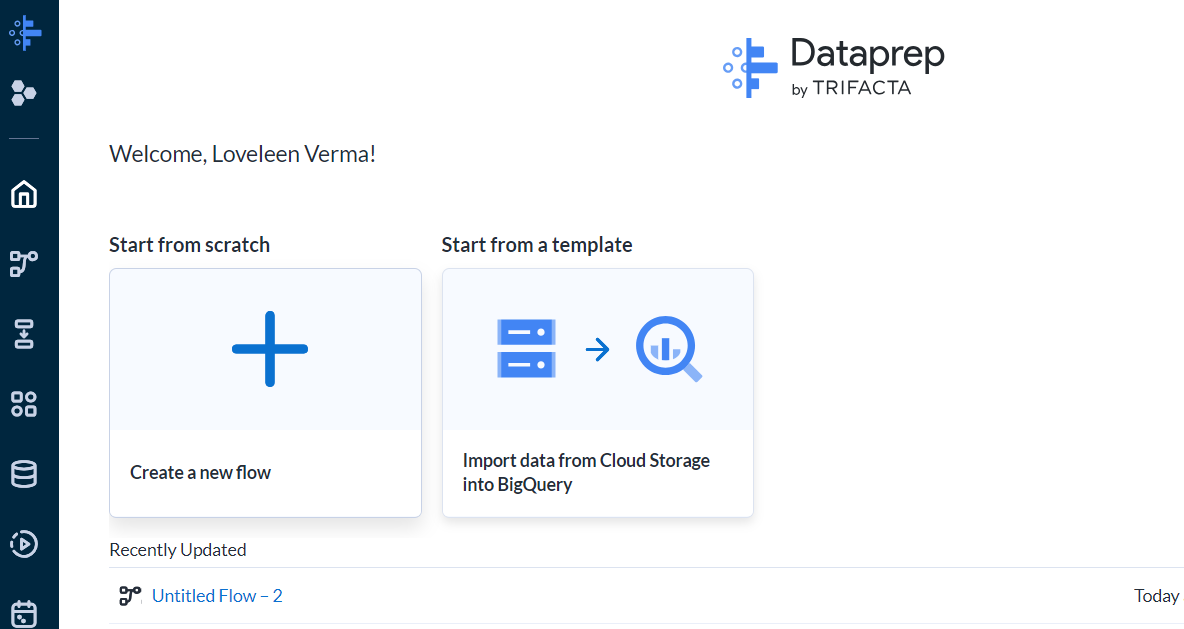 Dataprep
by TRIFACTA
Welcome, Loveleen Verma!
Start from scratch
Start from a template
Create a new flow
Import data from Cloud Storage
into BigQuery
Recently Updated
Untitled Flow – 2
Today